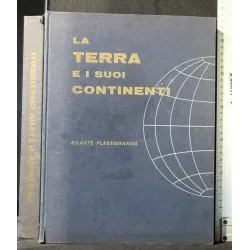 LA
TERRA
E I SUOI
CONTINENTI
ATLANTE PLASTIGRAFICO